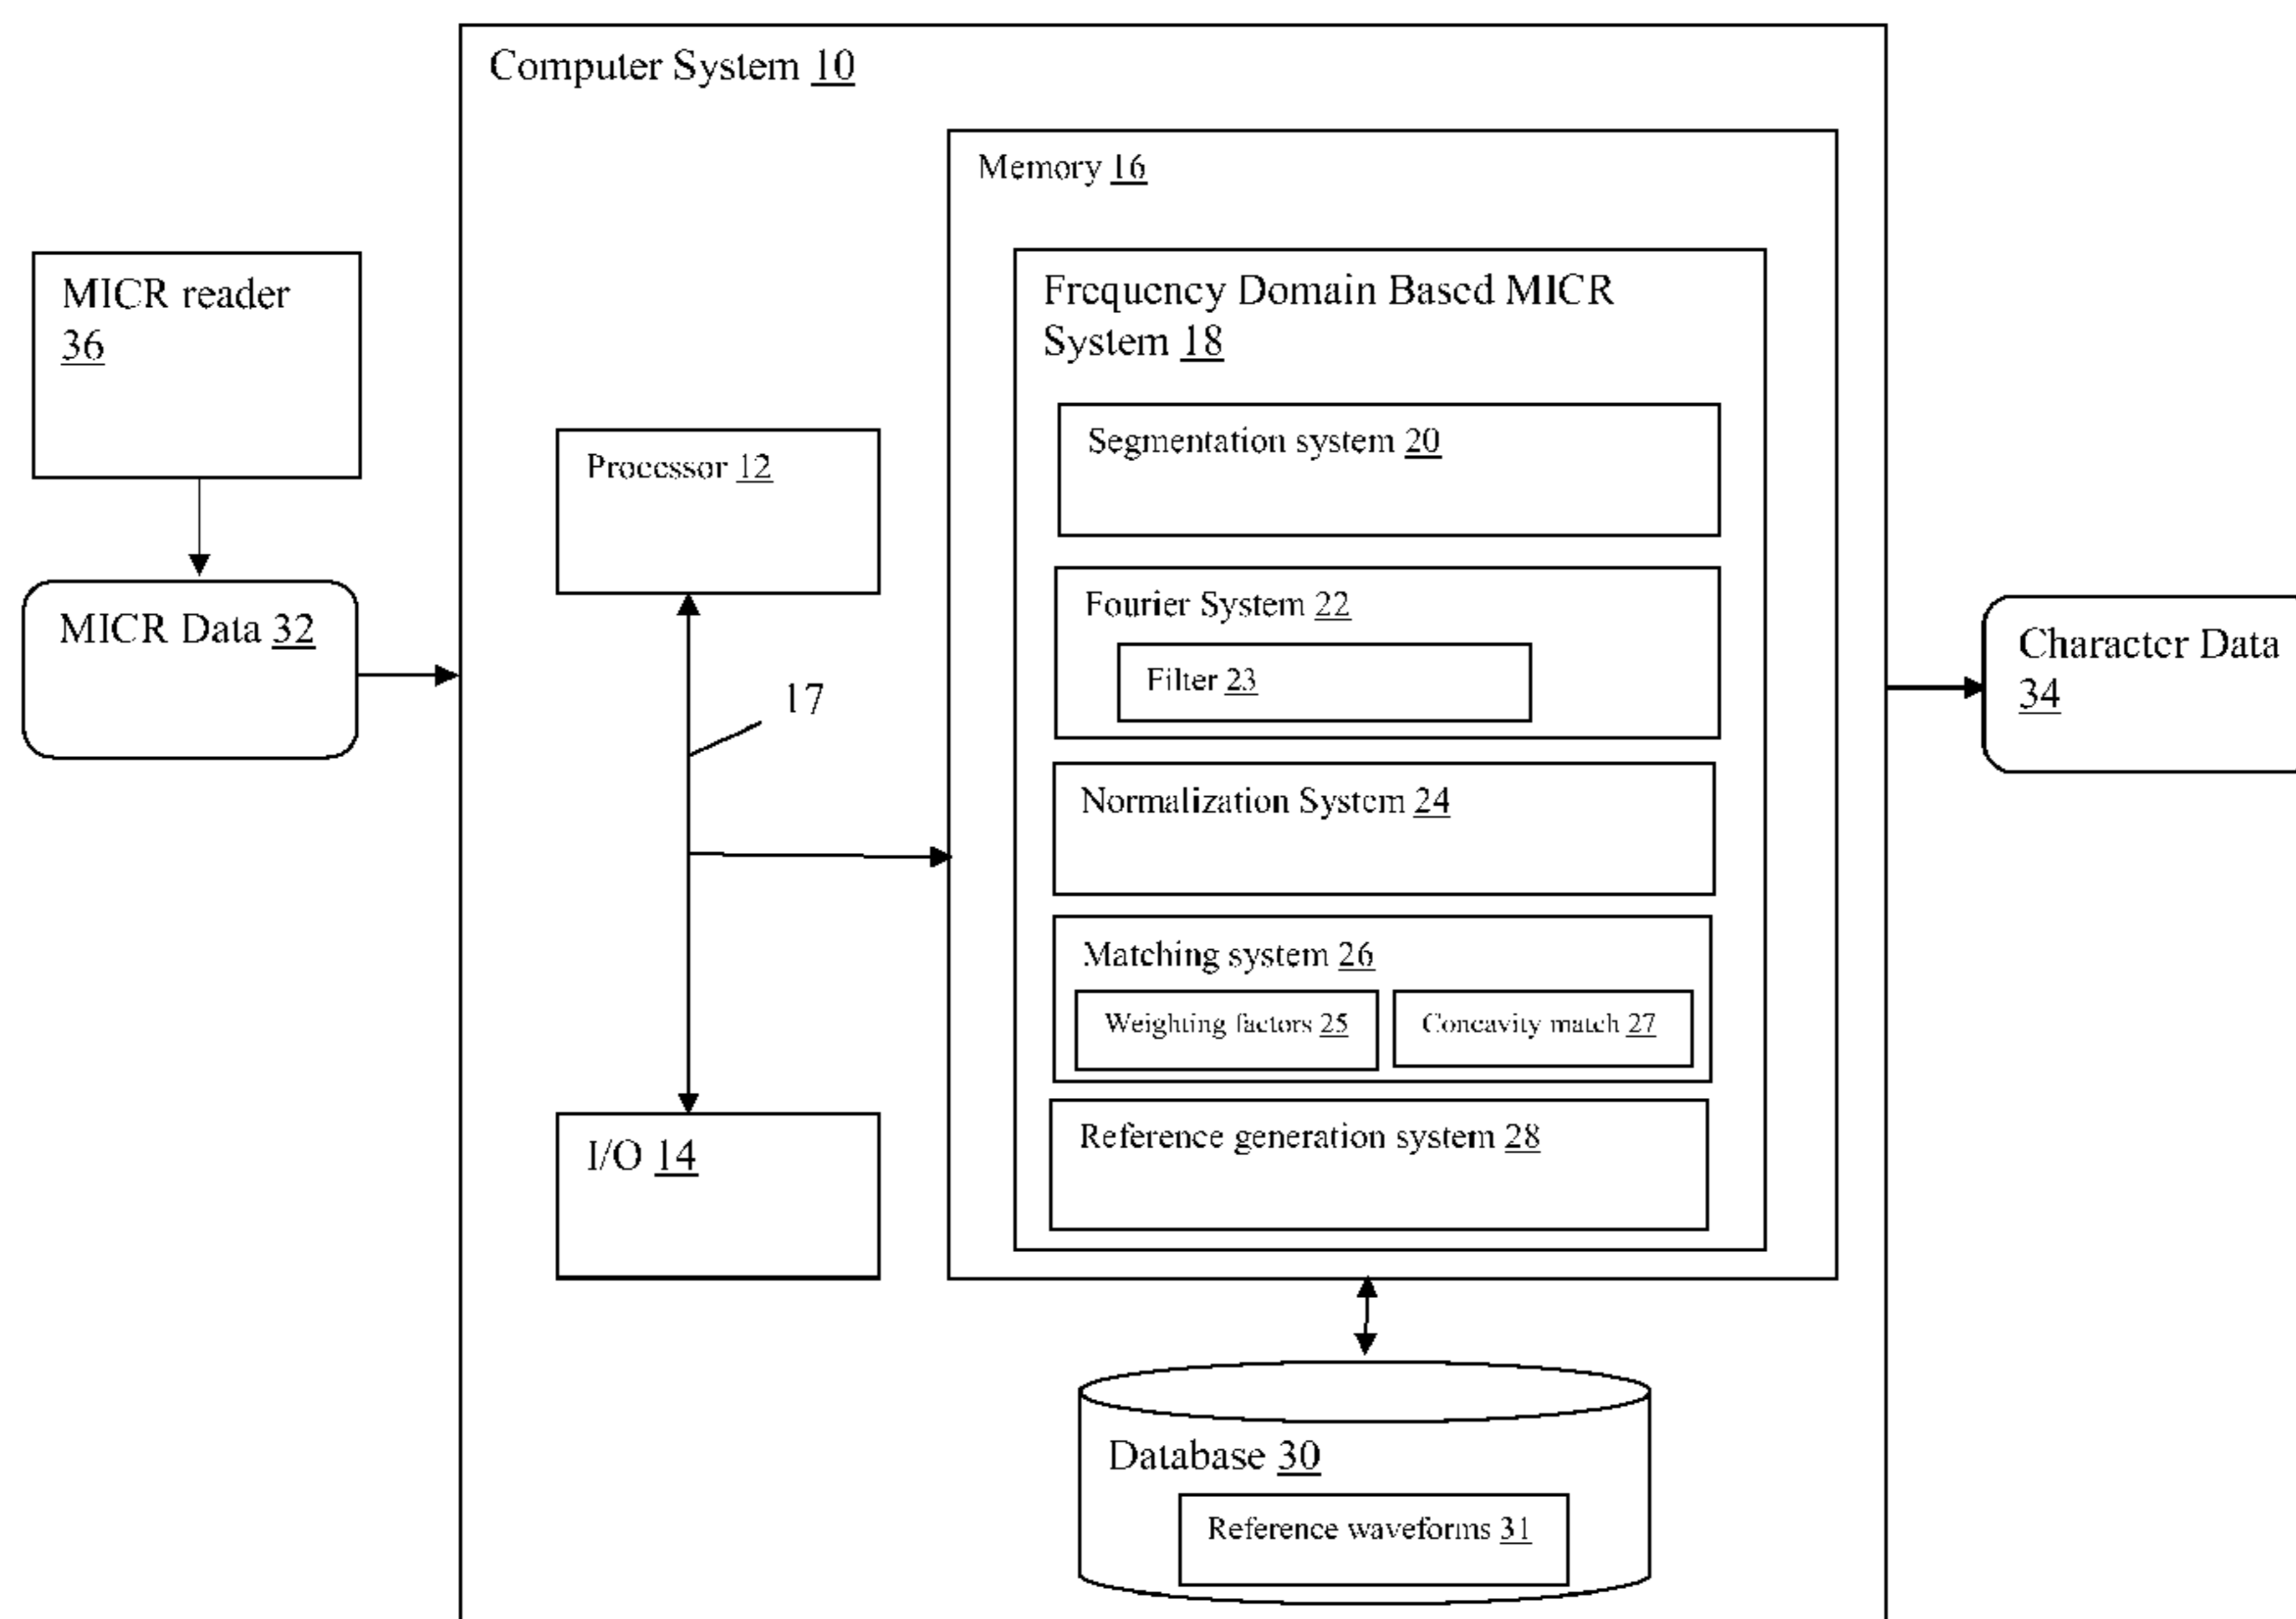 Computer System 10
Memory 16
MICR reader
36
Frequency Domain Based MICR
System 18
Segmentation system 20
Processor 12
Fourier System 22
MICR Data 32
Filter 23
Character Data
34
17
Normalization System 24
Matching system 26
Weighting factors 25
Concavity match 27
Reference generation system 28
I/O 14
Database 30
Reference waveforms 31